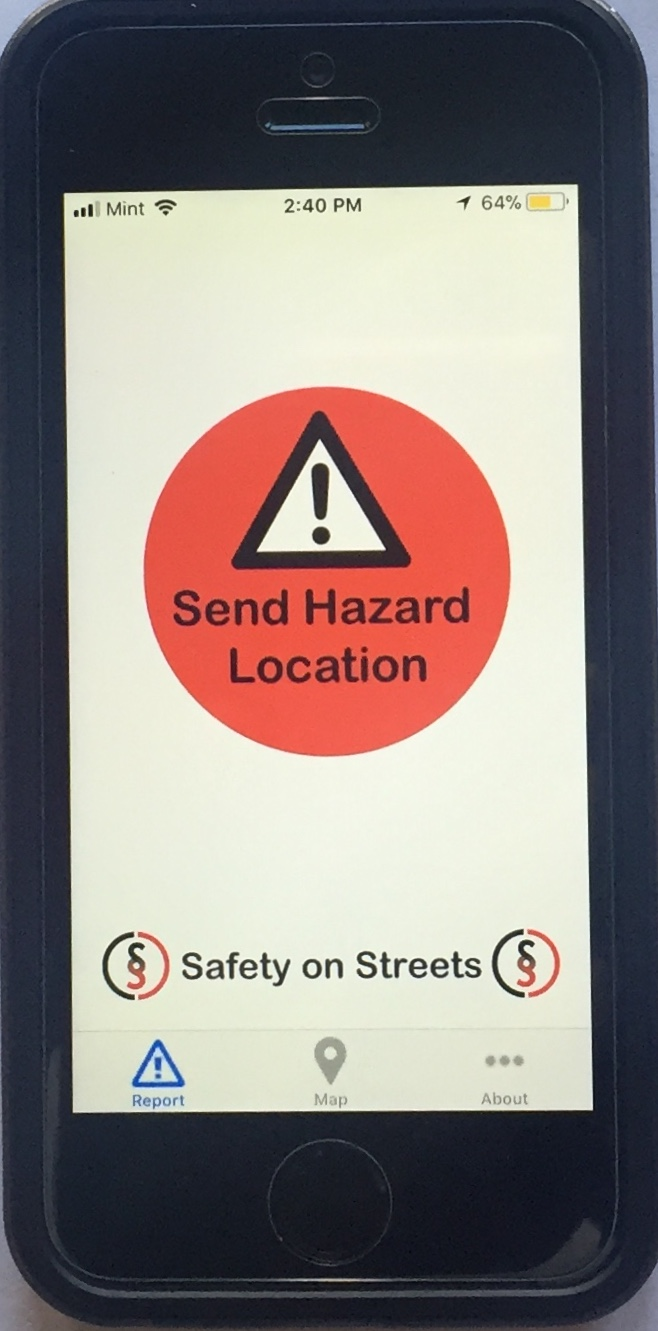 Mint 2:40 PM 64%
Send Hazard
Location
Safety on Streets
Report Map About